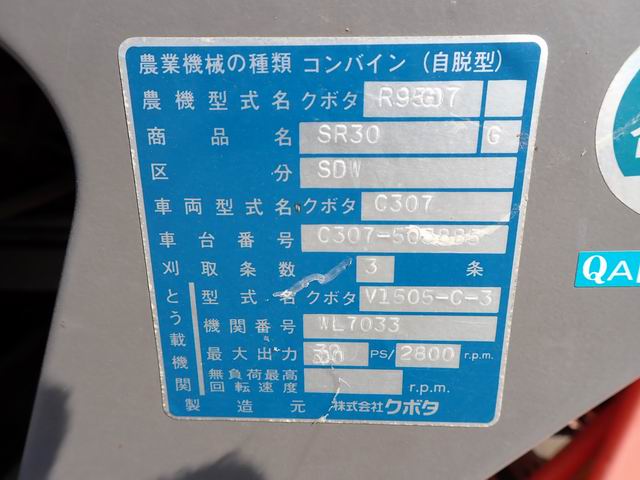 農業機械の種類 コンバイン (自脱型)
農機型式名 クボタ
商品名 SR30 G
区分 SDW
車両型式名 クボタ C307
車台番号
刈取条数 3 条
とう載機関
型式名 クボタ V1505-C-3
機関番号 WL7033
最大出力 30 PS/2800 r.p.m.
無負荷最高回転速度 r.p.m.
製造元 株式会社クボタ